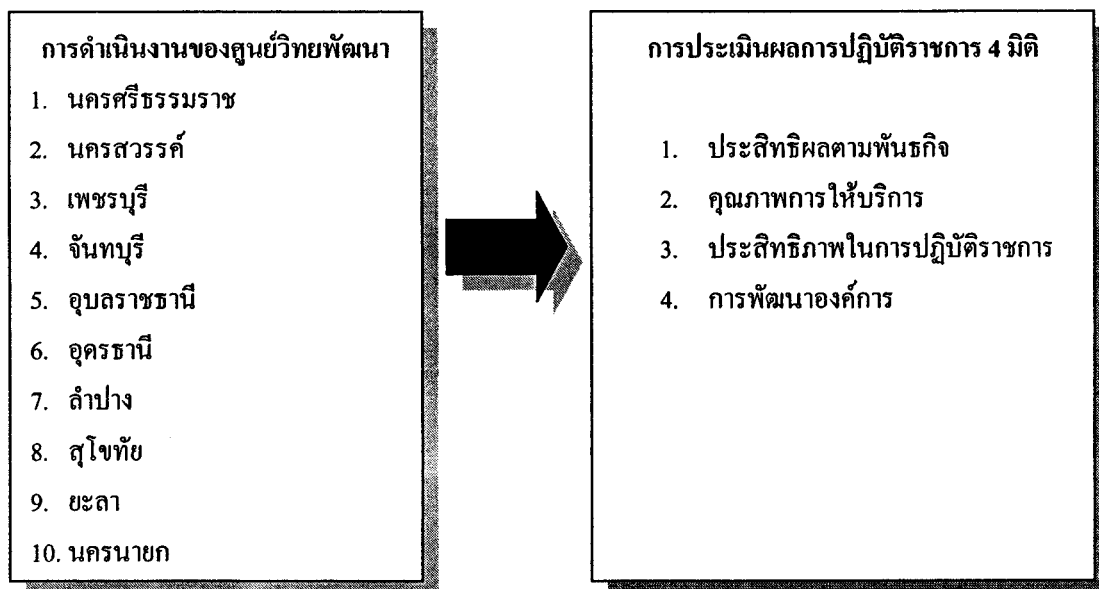 การดำเนินงานของศูนย์วิทยพัฒนา
1. นครศรีธรรมราช
2. นครสวรรค์
3. เพชรบุรี
4. จันทบุรี
5. อุบลราชธานี
6. อุดรธานี
7. ลำปาง
8. สุโขทัย
9. ยะลา
10. นครนายก
การประเมินผลการปฏิบัติราชการ 4 มิติ
1. ประสิทธิผลตามพันธกิจ
2. คุณภาพการให้บริการ
3. ประสิทธิภาพในการปฏิบัติราชการ
4. การพัฒนาองค์การ